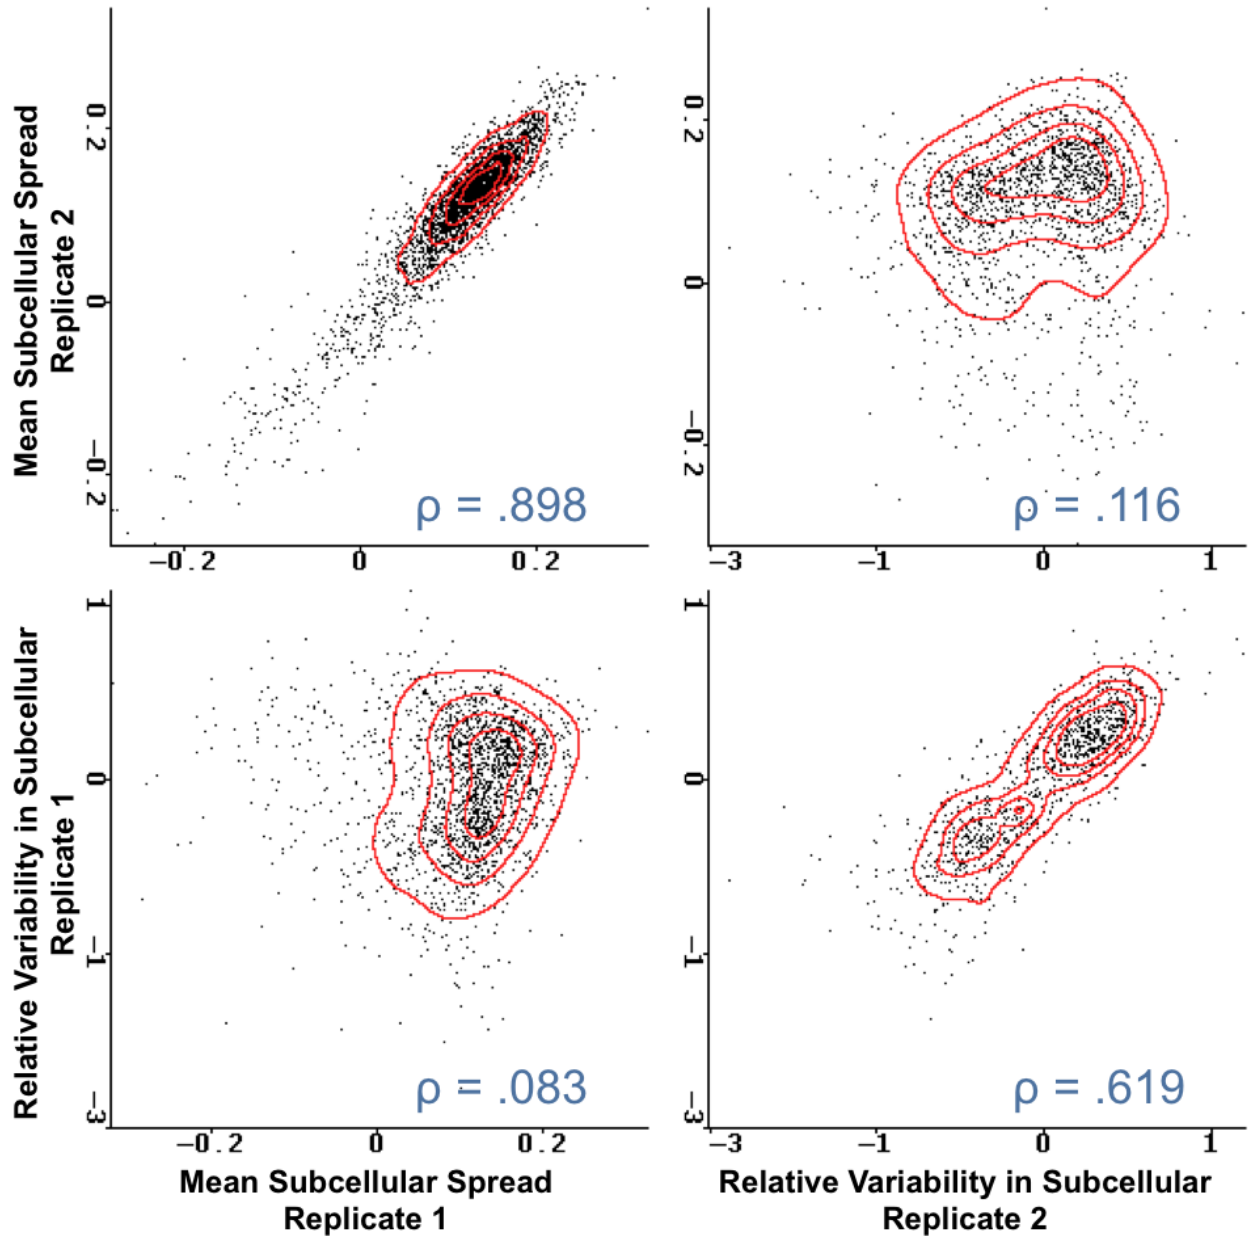 Mean Subcellular Spread
Replicate 2
0.2
0
−0.2
ρ = .898
−0.2 0 0.2
0.2
0
−0.2
ρ = .116
−3 −1 0 1
Relative Variability in Subcellular
Replicate 1
1
0
−1
−3
ρ = .083
−0.2 0 0.2
Mean Subcellular Spread
Replicate 1
1
0
−1
−3
ρ = .619
−3 −1 0 1
Relative Variability in Subcellular
Replicate 2